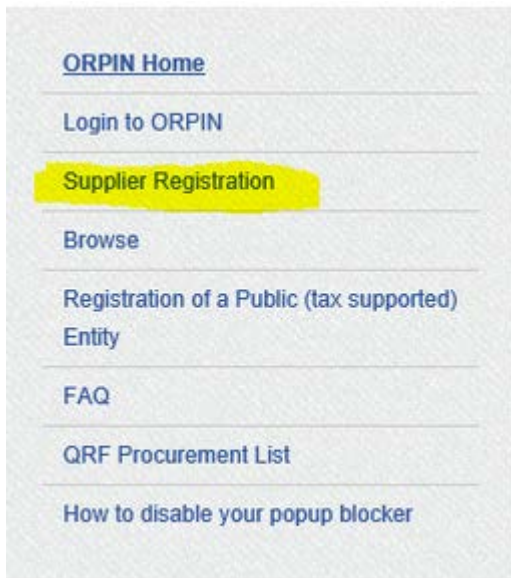 ORPIN Home
Login to ORPIN
Supplier Registration
Browse
Registration of a Public (tax supported)
Entity
FAQ
QRF Procurement List
How to disable your popup blocker